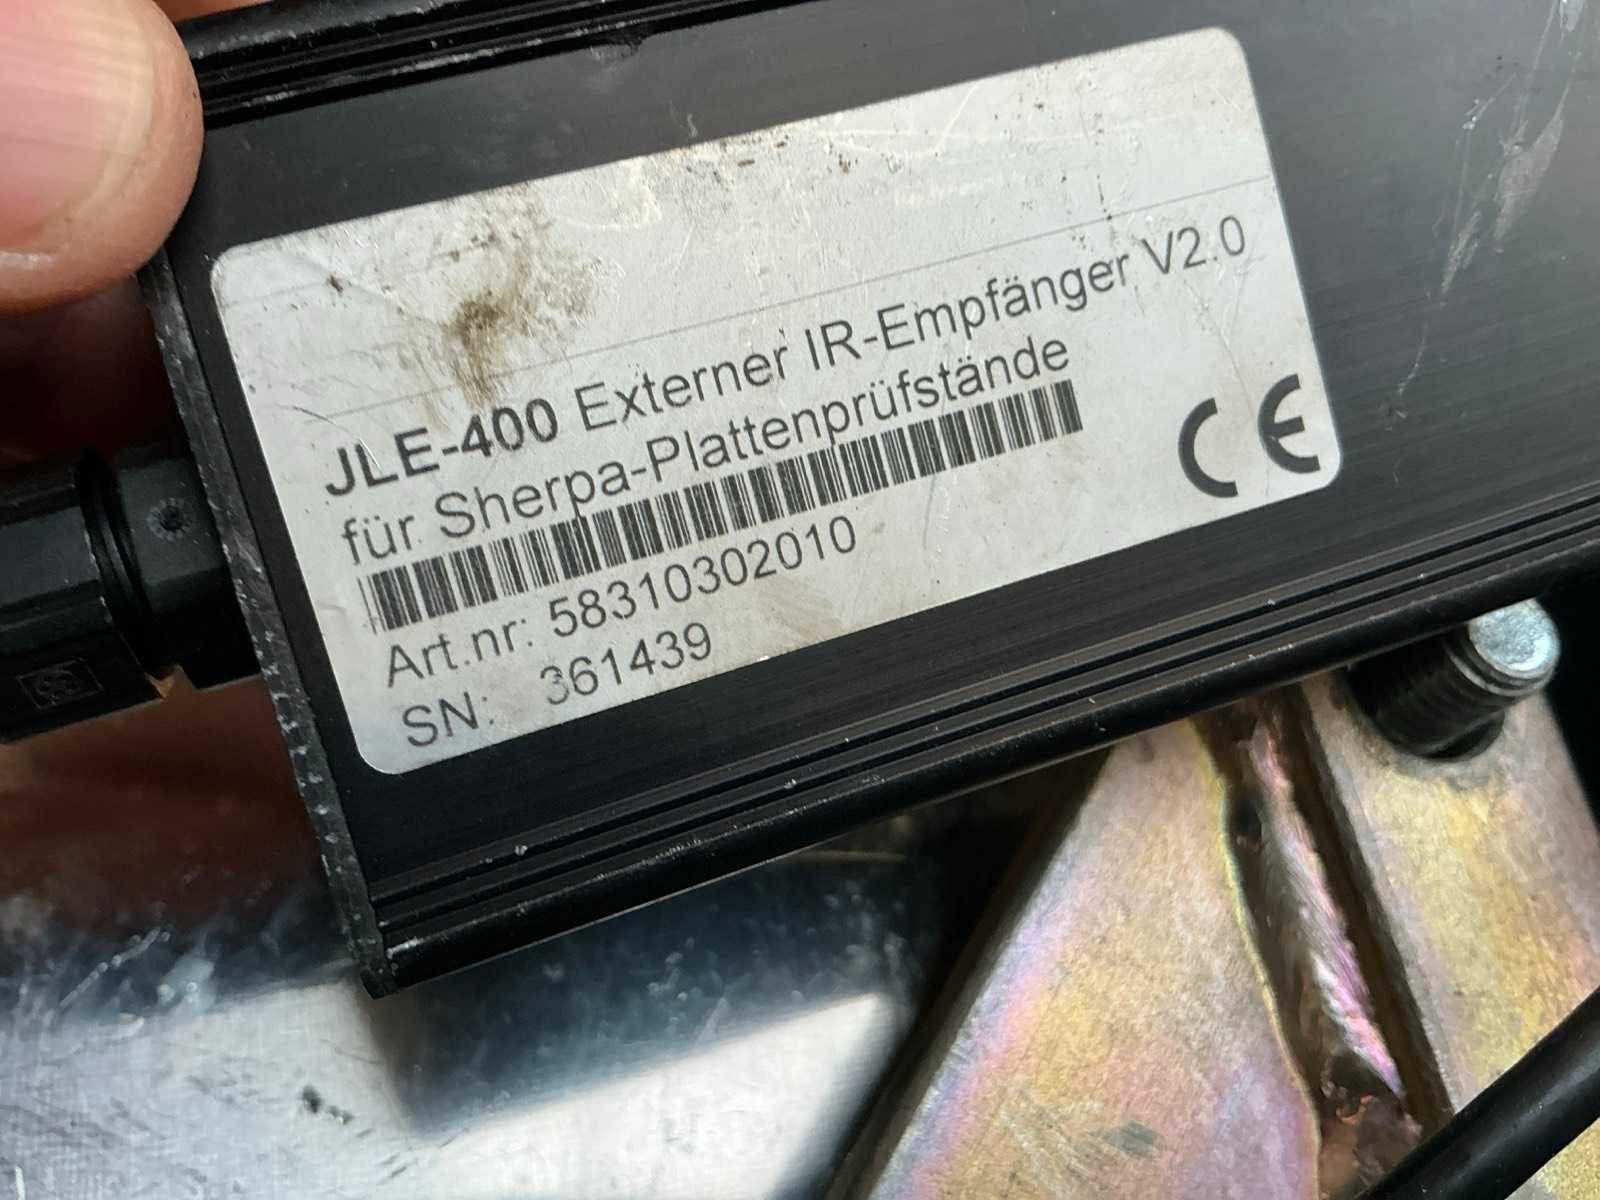 JLE-400 Externer IR-Empfänger V2.0
für Sherpa-Plattenprüfstände
Art.nr: 58310302010
SN: 361439
CE